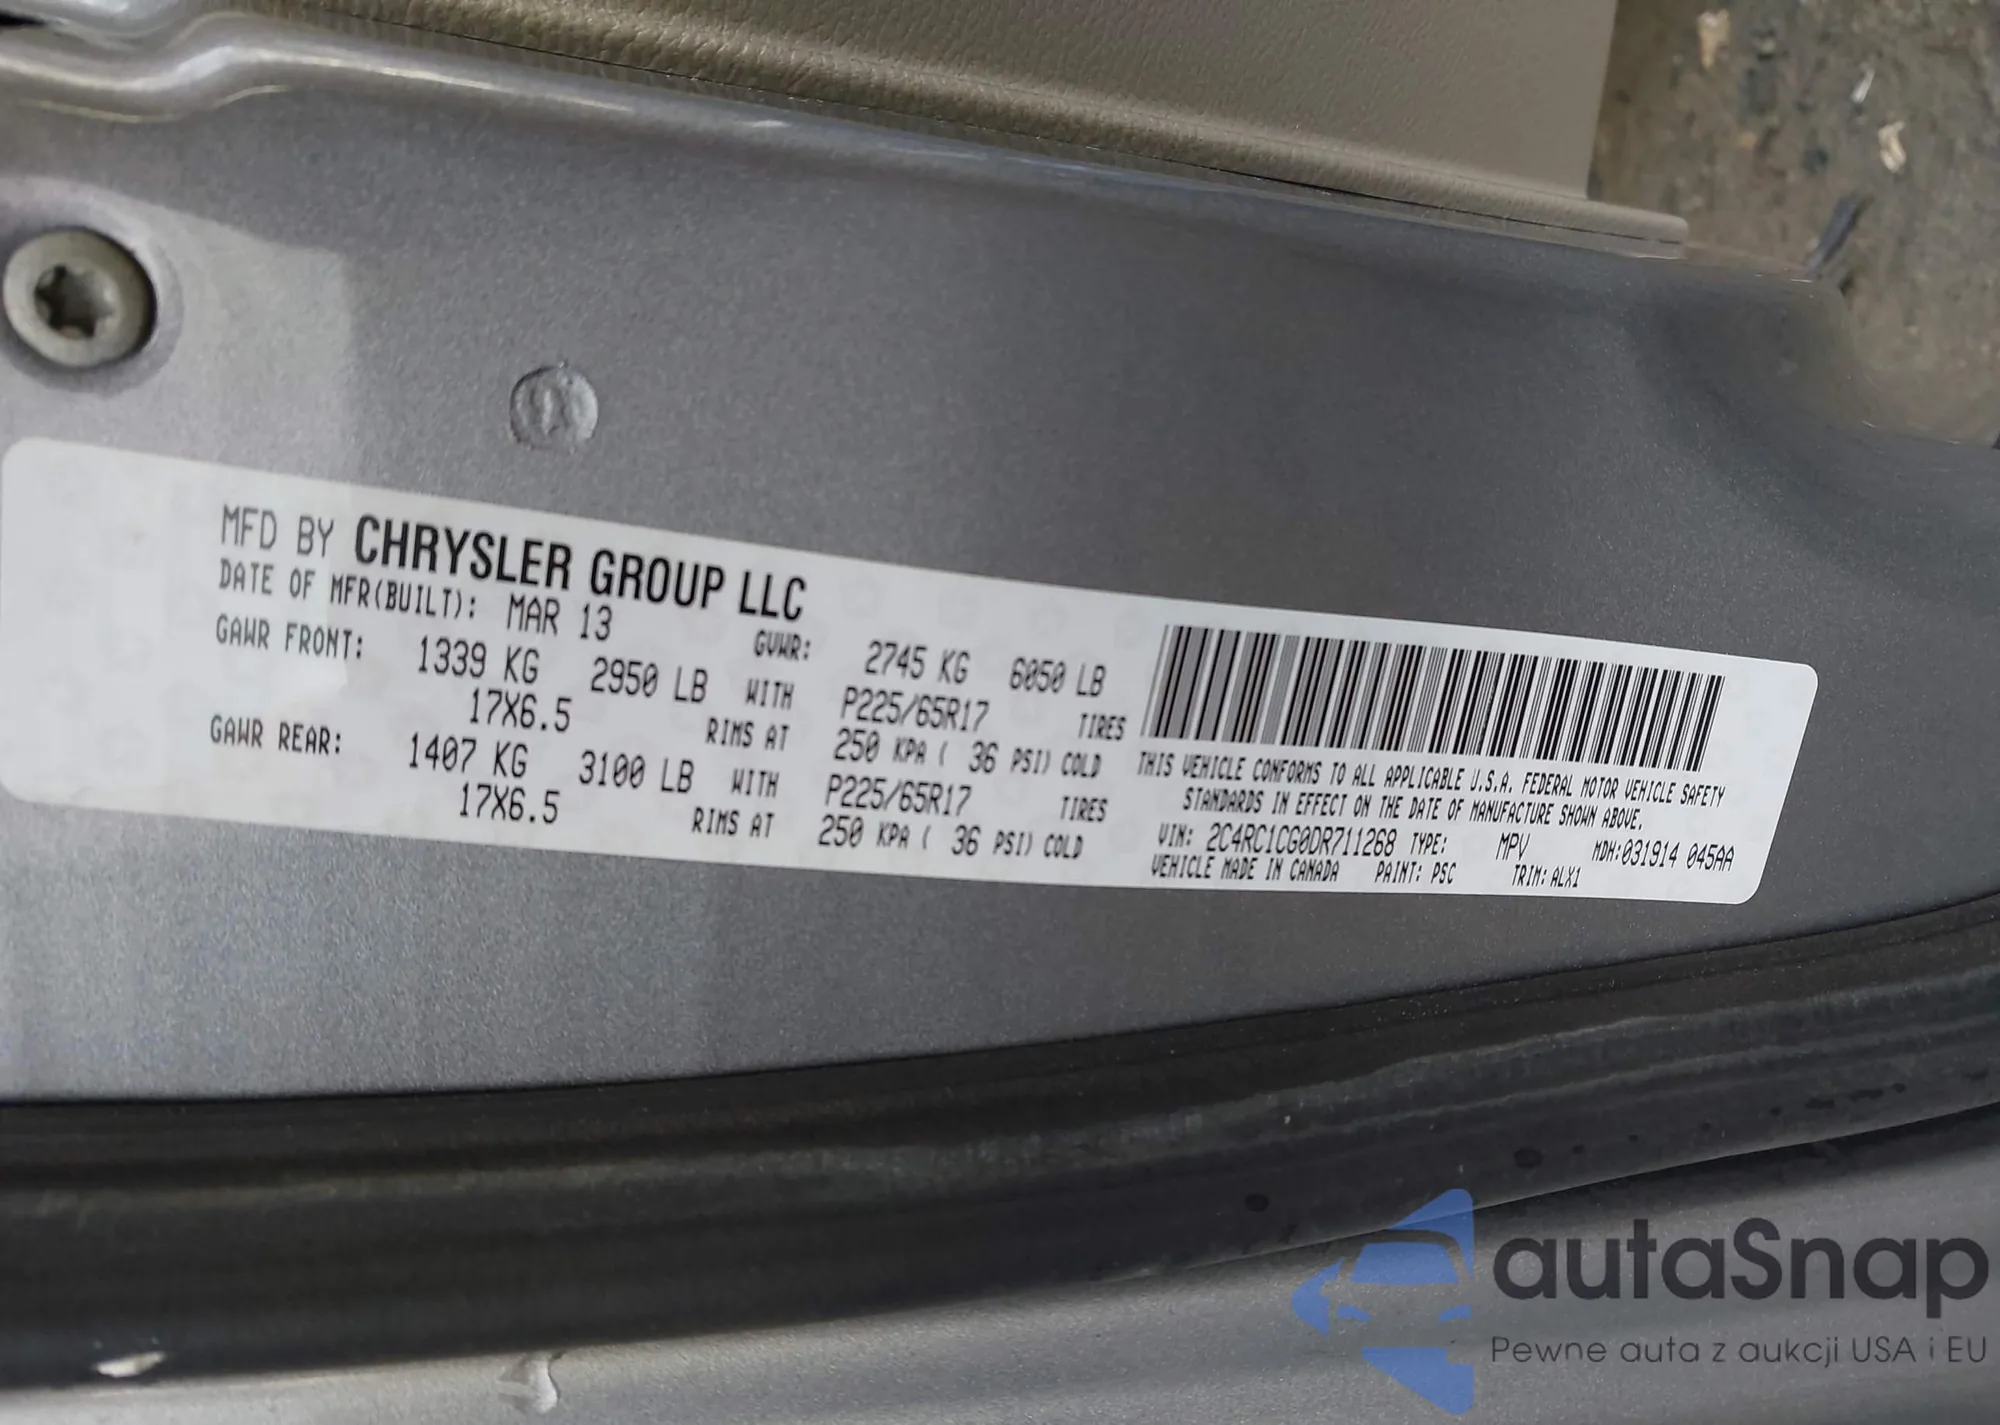 MFD BY CHRYSLER GROUP LLC
DATE OF MFR(BUILT): MAR 13 GVWR: 2745 KG 6050 LB
GAWR FRONT: 1339 KG 2950 LB WITH P225/65R17 TIRES
17X6.5 RIMS AT 250 KPA ( 36 PSI) COLD
GAWR REAR: 1407 KG 3100 LB WITH P225/65R17 TIRES
17X6.5 RIMS AT 250 KPA ( 36 PSI) COLD
THIS VEHICLE CONFORMS TO ALL APPLICABLE U.S.A. FEDERAL MOTOR VEHICLE SAFETY
STANDARDS IN EFFECT ON THE DATE OF MANUFACTURE SHOWN ABOVE.
VIN: 2C4RC1CG0DR711268 TYPE: MPV MDH:031914 045AA
VEHICLE MADE IN CANADA PAINT: PSC TRIM: ALX1
autaSnap
Pewne auta z aukcji USA i EU